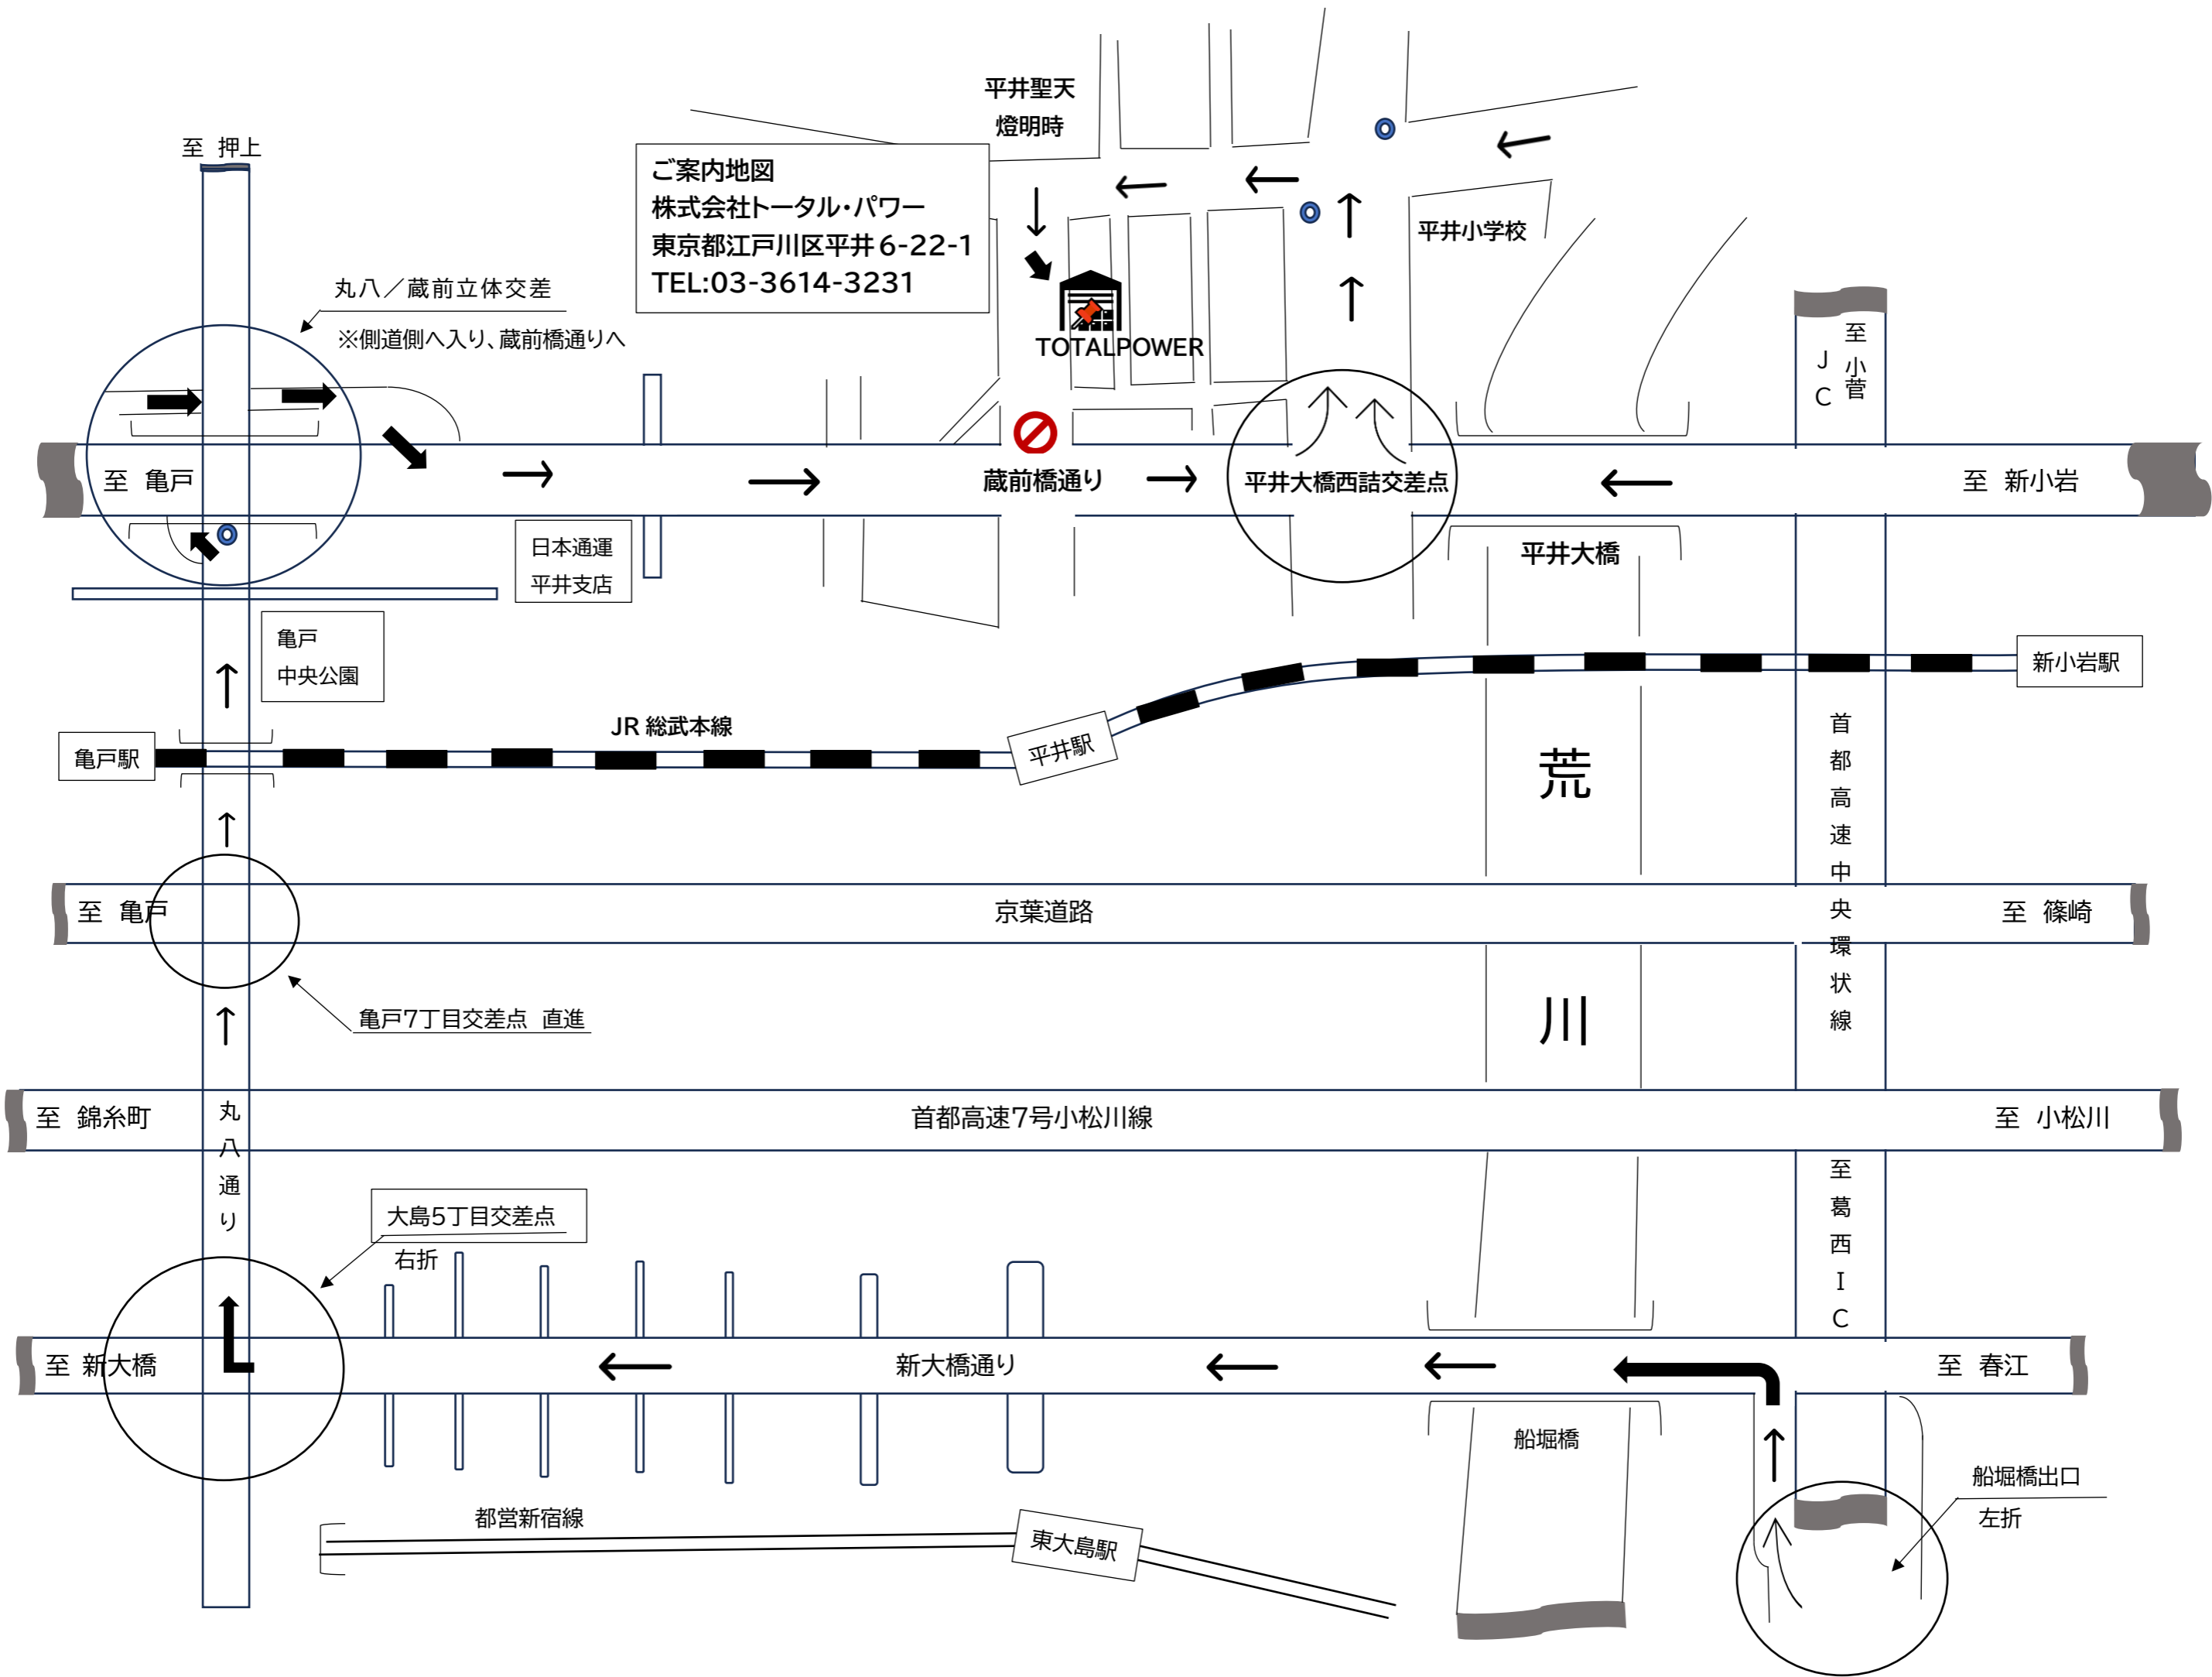 平井聖天
燈明時
至 押上
ご案内地図
株式会社トータル・パワー
東京都江戸川区平井6-22-1
TEL:03-3614-3231
平井小学校
丸八／蔵前立体交差
※側道側へ入り、蔵前橋通りへ
TOTALPOWER
至小菅
JC
至 亀戸
蔵前橋通り
平井大橋西詰交差点
至 新小岩
日本通運
平井支店
平井大橋
亀戸
中央公園
新小岩駅
JR総武本線
亀戸駅
平井駅
荒川
首都高速中央環状線
至 亀戸
京葉道路
至 篠崎
亀戸7丁目交差点 直進
至 錦糸町
丸八通り
首都高速7号小松川線
至 小松川
至葛西IC
大島5丁目交差点
右折
至 新大橋
新大橋通り
至 春江
船堀橋
船堀橋出口
左折
都営新宿線
東大島駅